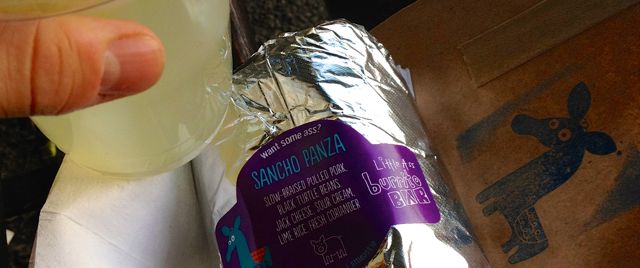 want some ass?
SANCHO PANZA
SLOW-BRAISED PULLED PORK,
BLACK TURTLE BEANS
JACK CHEESE, SOUR CREAM,
LIME RICE FRESH CORIANDER
Little Ass
burrito
BAR